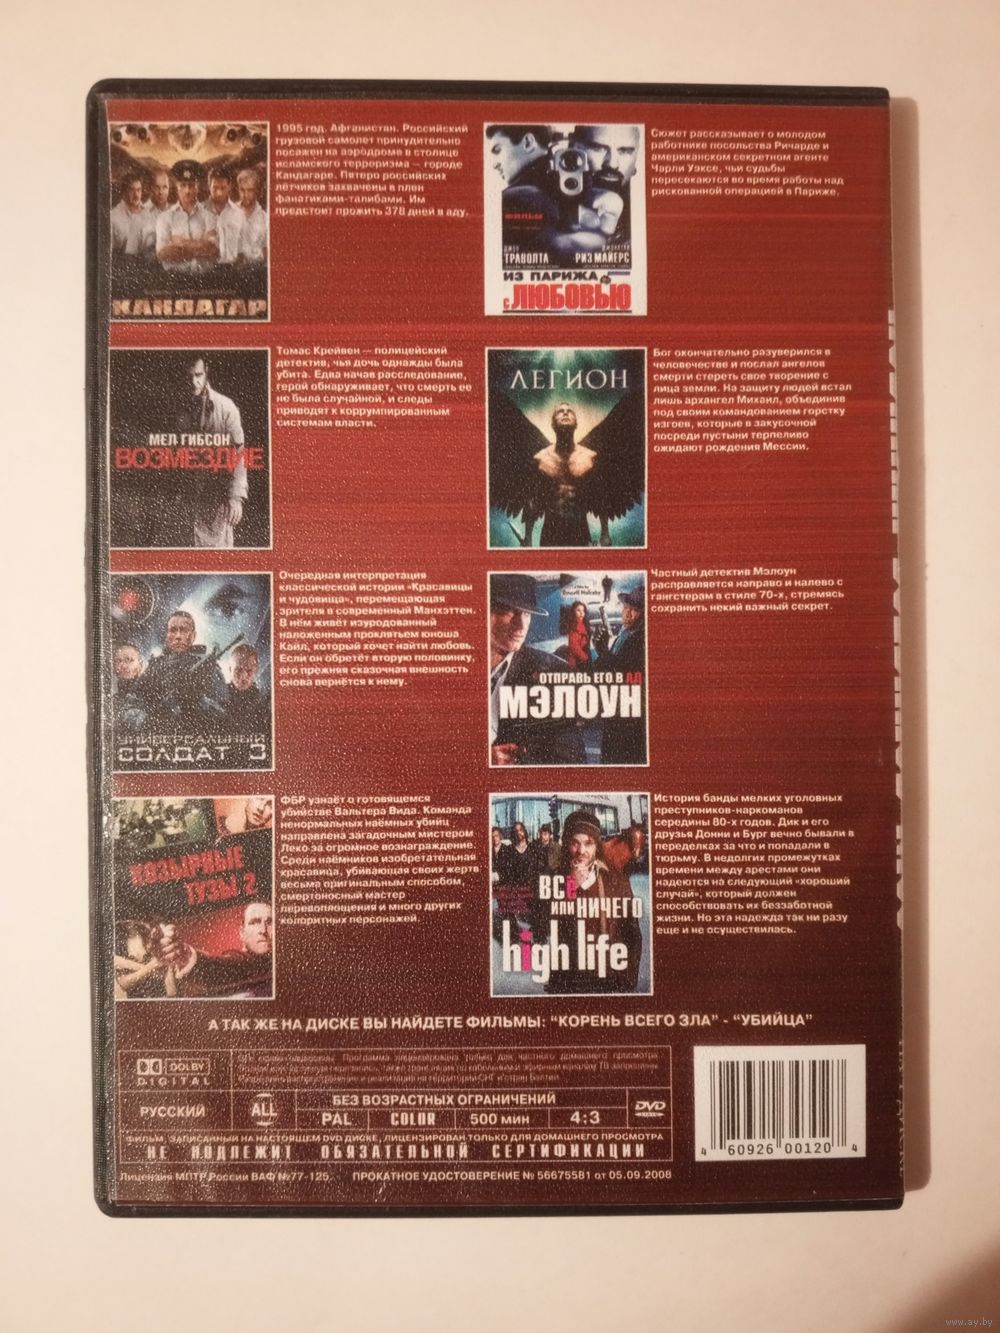 1995 год. Афганистан. Российский
грузовой самолет принудительно
посажен на аэродроме в столице
исламского терроризма — городе
Кандагаре. Пятеро российских
лётчиков захвачены в плен
фанатиками-талибами. Им
предстоит прожить 378 дней в аду.
КАНДАГАР
Сюжет рассказывает о молодом
работнике посольства Ричарде и
американском секретном агенте
Чарли Уэксе, чьи судьбы
пересекаются во время работы над
рискованной операцией в Париже.
ФИЛЬМ
ДЖОН ТРАВОЛТА
ДЖОНАТАН РИЗ МАЙЕРС
ИЗ ПАРИЖА
С ЛЮБОВЬЮ
Томас Крейвен — полицейский
детектив, чья дочь однажды была
убита. Едва начав расследование,
герой обнаруживает, что смерть ее
не была случайной, и следы
приводят к коррумпированным
системам власти.
МЕЛ ГИБСОН
ВОЗМЕЗДИЕ
ЛЕГИОН
Бог окончательно разуверился в
человечестве и послал ангелов
смерти стереть свое творение с
лица земли. На защиту людей встал
лишь архангел Михаил, объединив
под своим командованием горстку
изгоев, которые в закусочной
посреди пустыни терпеливо
ожидают рождения Мессии.
Очередная интерпретация
классической истории «Красавицы
и чудовища», перемещающая
зрителя в современный Манхэттен.
В нём живёт изуродованный
наложенным проклятьем юноша
Кайл, который хочет найти любовь.
Если он обретёт вторую половинку,
его прежняя сказочная внешность
снова вернётся к нему.
УНИВЕРСАЛЬНЫЙ
СОЛДАТ 3
Частный детектив Мэлоун
расправляется направо и налево с
гангстерам в стиле 70-х, стремясь
сохранить некий важный секрет.
ОТПРАВЬ ЕГО В АД
МЭЛОУН
ФБР узнаёт о готовящемся
убийстве Вальтера Вида. Команда
ненормальных наёмных убийц
направлена загадочным мистером
Леко за огромное вознаграждение.
Среди наёмников изобретательная
красавица, убивающая своих жертв
весьма оригинальным способом,
смертоносный мастер
перевоплощения и много других
колоритных персонажей.
КОЗЫРНЫЕ
ТУЗЫ 2
История банды мелких уголовных
преступников-наркоманов
середины 80-х годов. Дик и его
друзья Донни и Бург вечно бывали в
переделках за что и попадали в
тюрьму. В недолгих промежутках
времени между арестами они
надеются на следующий «хороший
случай», который должен
способствовать их беззаботной
жизни. Но эта надежда так ни разу
еще и не осуществилась.
ВСЁ
ИЛИ НИЧЕГО
high life
А ТАК ЖЕ НА ДИСКЕ ВЫ НАЙДЕТЕ ФИЛЬМЫ: "КОРЕНЬ ВСЕГО ЗЛА" - "УБИЙЦА"
DOLBY
DIGITAL
РУССКИЙ
ALL
БЕЗ ВОЗРАСТНЫХ ОГРАНИЧЕНИЙ
PAL COLOR 500 мин 4:3
DVD
ФИЛЬМ, ЗАПИСАННЫЙ НА НАСТОЯЩЕМ DVD ДИСКЕ, ЛИЦЕНЗИРОВАН ТОЛЬКО ДЛЯ ДОМАШНЕГО ПРОСМОТРА
НЕ ПОДЛЕЖИТ ОБЯЗАТЕЛЬНОЙ СЕРТИФИКАЦИИ
Лицензия МПТР России ВАФ №77-125. ПРОКАТНОЕ УДОСТОВЕРЕНИЕ № 56675581 от 05.09.2008
4 60926 00120 4
www.ay.by